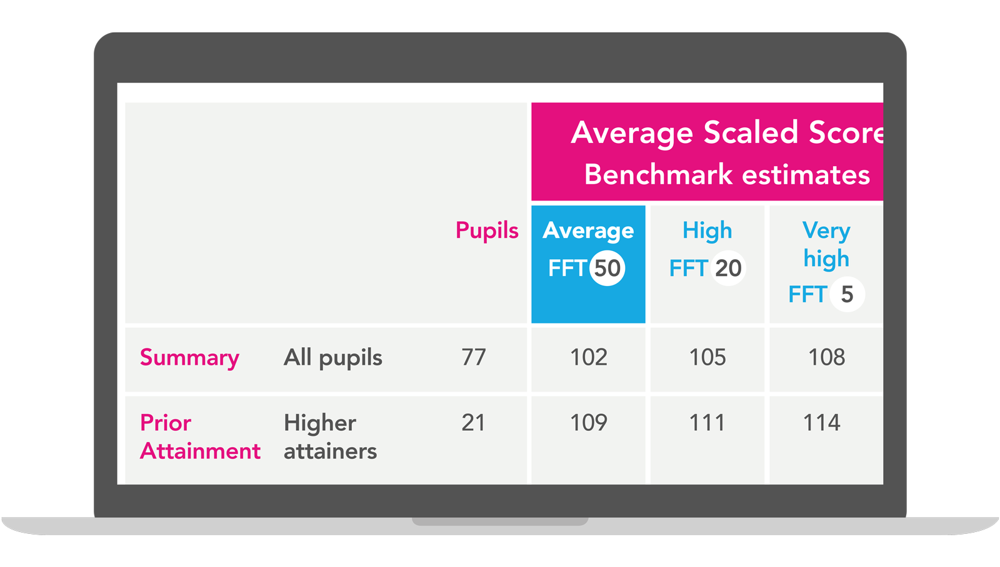 Average Scaled Score
Benchmark estimates
Pupils
Average
FFT 50
High
FFT 20
Very
high
FFT 5
Summary All pupils 77 102 105 108
Prior Higher 21 109 111 114
Attainment attainers